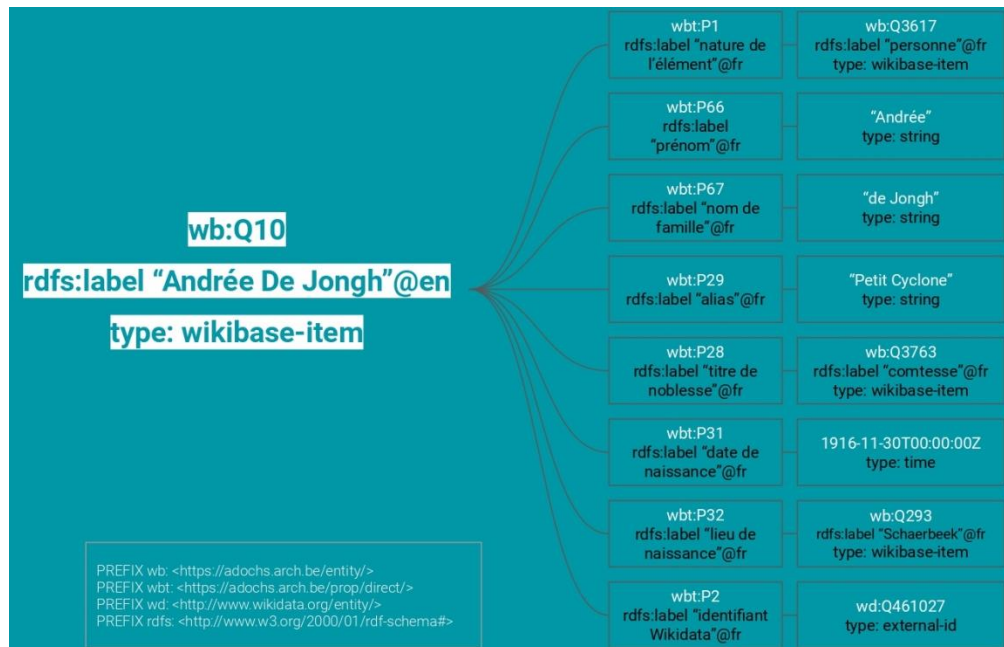 wb:Q10
rdfs:label “Andrée De Jongh”@en
type: wikibase-item
wbt:P1
rdfs:label “nature de
l’élément”@fr
wb:Q3617
rdfs:label “personne”@fr
type: wikibase-item
wbt:P66
rdfs:label
“prénom”@fr
“Andrée”
type: string
wbt:P67
rdfs:label “nom de
famille”@fr
“de Jongh”
type: string
wbt:P29
rdfs:label “alias”@fr
“Petit Cyclone”
type: string
wbt:P28
rdfs:label “titre de
noblesse”@fr
wb:Q3763
rdfs:label “comtesse”@fr
type: wikibase-item
wbt:P31
rdfs:label “date de
naissance”@fr
1916-11-30T00:00:00Z
type: time
wbt:P32
rdfs:label “lieu de
naissance”@fr
wb:Q293
rdfs:label “Schaerbeek”@fr
type: wikibase-item
wbt:P2
rdfs:label “identifiant
Wikidata”@fr
wd:Q461027
type: external-id
PREFIX wb: <https://adochs.arch.be/entity/>
PREFIX wbt: <https://adochs.arch.be/prop/direct/>
PREFIX wd: <http://www.wikidata.org/entity/>
PREFIX rdfs: <http://www.w3.org/2000/01/rdf-schema#>